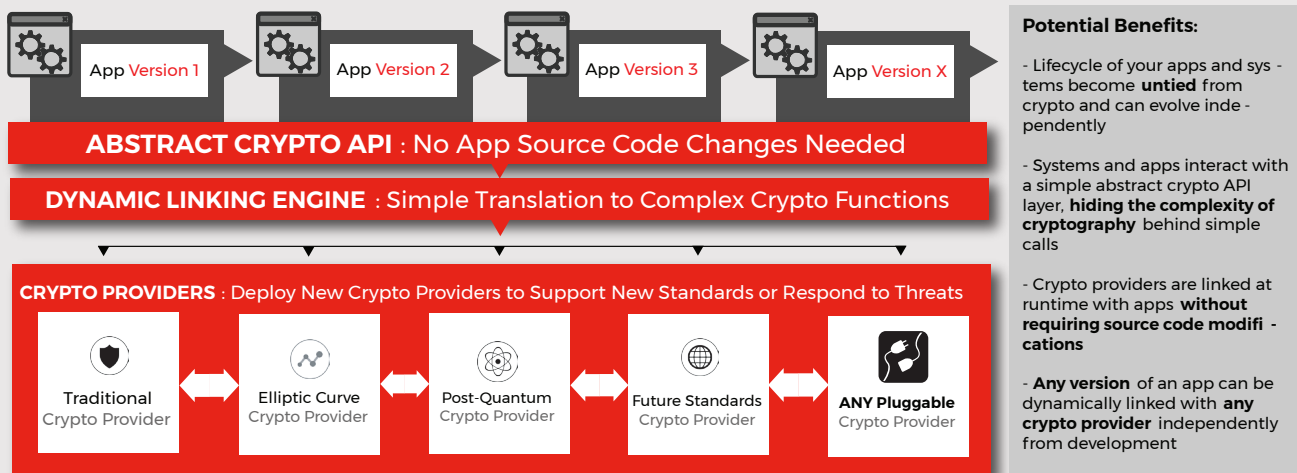 App Version 1
App Version 2
App Version 3
App Version X
ABSTRACT CRYPTO API : No App Source Code Changes Needed
DYNAMIC LINKING ENGINE : Simple Translation to Complex Crypto Functions
CRYPTO PROVIDERS : Deploy New Crypto Providers to Support New Standards or Respond to Threats
Traditional
Crypto Provider
Elliptic Curve
Crypto Provider
Post-Quantum
Crypto Provider
Future Standards
Crypto Provider
ANY Pluggable
Crypto Provider
Potential Benefits:
- Lifecycle of your apps and sys -
tems become untied from
crypto and can evolve inde -
pendently
- Systems and apps interact with
a simple abstract crypto API
layer, hiding the complexity of
cryptography behind simple
calls
- Crypto providers are linked at
runtime with apps without
requiring source code modifi -
cations
- Any version of an app can be
dynamically linked with any
crypto provider independently
from development